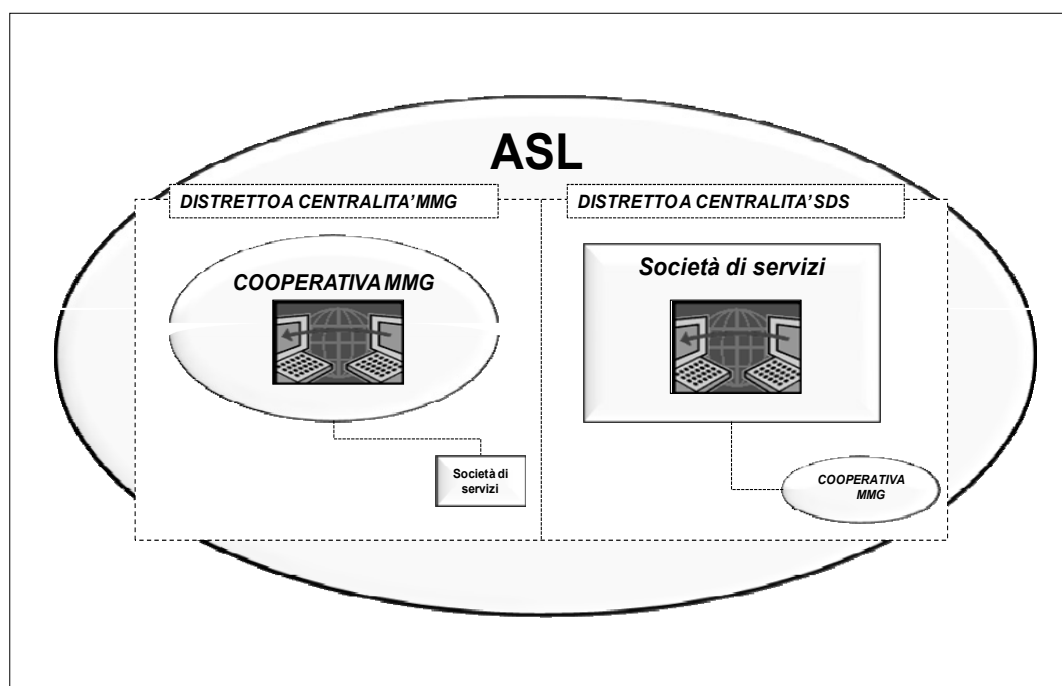 ASL
DISTRETTO A CENTRALITA' MMG
COOPERATIVA MMG
Società di
servizi
DISTRETTO A CENTRALITA' SDS
Società di servizi
COOPERATIVA
MMG